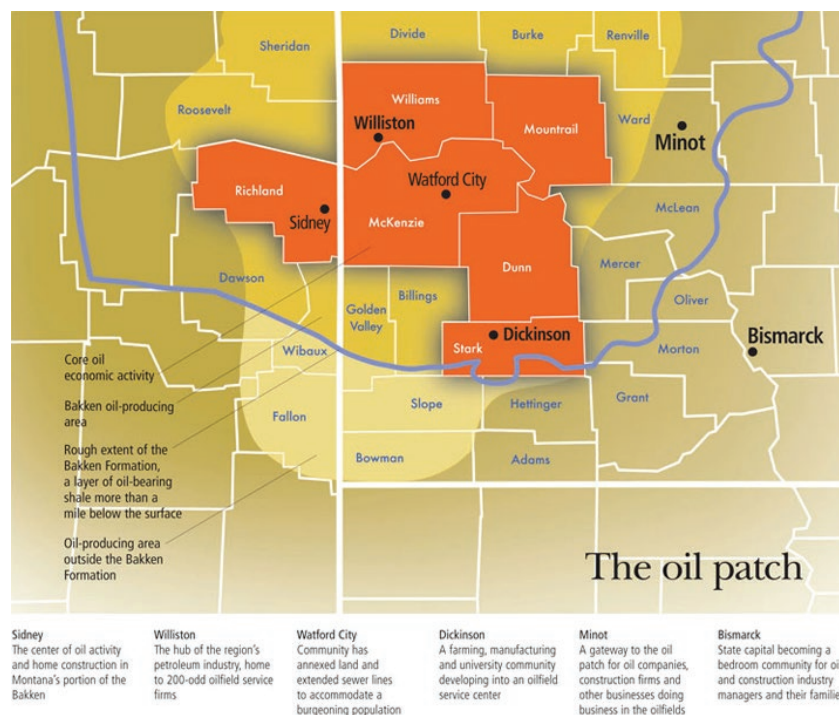 Sheridan
Divide
Burke
Renville
Roosevelt
Williams
Williston
Mountrail
Ward
Minot
Richland
Sidney
Watford City
McKenzie
McLean
Dawson
Dunn
Mercer
Billings
Golden
Valley
Oliver
Wibaux
Stark
Dickinson
Morton
Bismarck
Core oil
economic activity
Bakken oil-producing
area
Rough extent of the
Bakken Formation,
a layer of oil-bearing
shale more than a
mile below the surface
Oil-producing area
outside the Bakken
Formation
Fallon
Slope
Hettinger
Grant
Bowman
Adams
The oil patch
Sidney
The center of oil activity
and home construction in
Montana's portion of the
Bakken
Williston
The hub of the region's
petroleum industry, home
to 200-odd oilfield service
firms
Watford City
Community has
annexed land and
extended sewer lines
to accommodate a
burgeoning population
Dickinson
A farming, manufacturing
and university community
developing into an oilfield
service center
Minot
A gateway to the oil
patch for oil companies,
construction firms and
other businesses doing
business in the oilfields
Bismarck
State capital becoming a
bedroom community for oil
and construction industry
managers and their familie